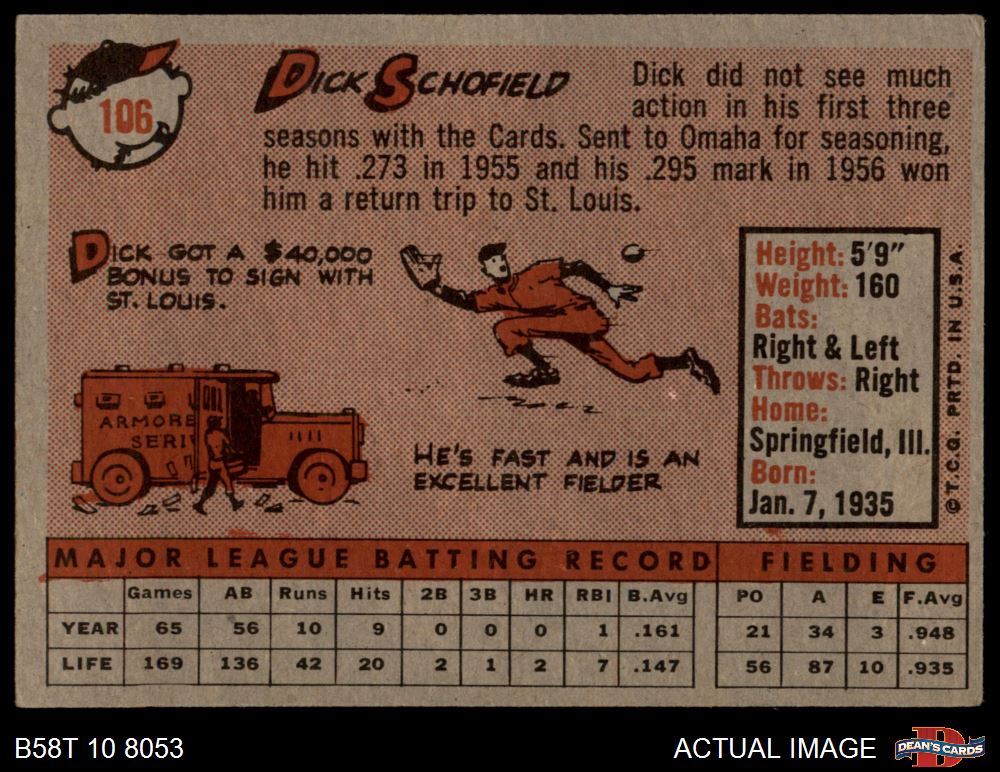 106
DICK SCHOFIELD
Dick did not see much
action in his first three
seasons with the Cards. Sent to Omaha for seasoning,
he hit .273 in 1955 and his .295 mark in 1956 won
him a return trip to St. Louis.
DICK GOT A $40,000
BONUS TO SIGN WITH
ST. LOUIS.
ARMORE
SERI
HE'S FAST AND IS AN
EXCELLENT FIELDER
Height: 5'9"
Weight: 160
Bats:
Right & Left
Throws: Right
Home:
Springfield, Ill.
Born:
Jan. 7, 1935
© T.C.G. PRTD. IN U.S.A.
MAJOR LEAGUE BATTING RECORD FIELDING
Games AB Runs Hits 2B 3B HR RBI B.Avg PO A E F.Avg
YEAR 65 56 10 9 0 0 0 1 .161 21 34 3 .948
LIFE 169 136 42 20 2 1 2 7 .147 56 87 10 .935
B58T 10 8053
ACTUAL IMAGE
D
DEAN'S CARDS